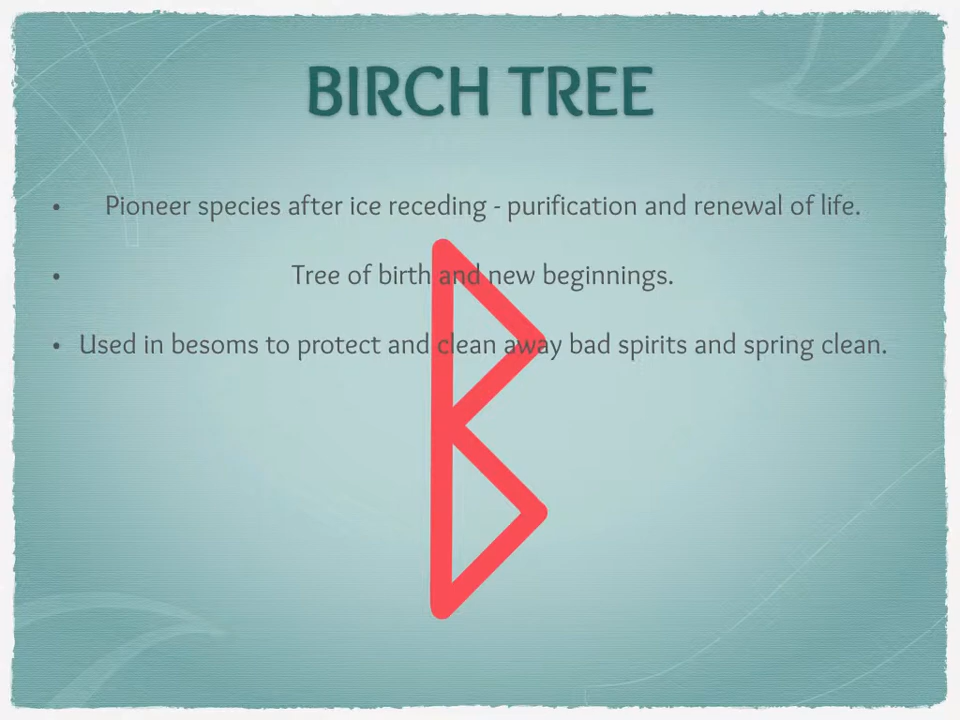 BIRCH TREE
• Pioneer species after ice receding - purification and renewal of life.
• Tree of birth and new beginnings.
• Used in besoms to protect and clean away bad spirits and spring clean.
ᛒ